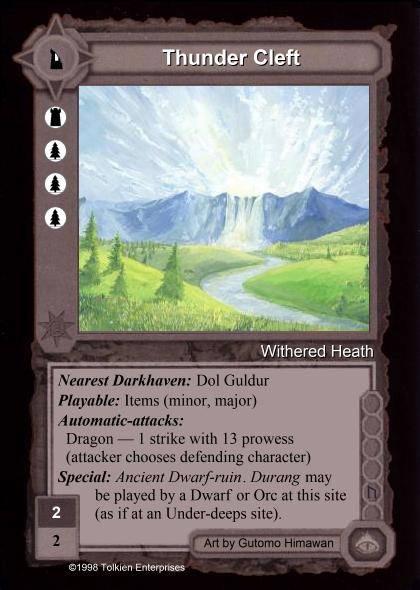 Thunder Cleft
Withered Heath
Nearest Darkhaven: Dol Guldur
Playable: Items (minor, major)
Automatic-attacks:
Dragon — 1 strike with 13 prowess
(attacker chooses defending character)
Special: Ancient Dwarf-ruin. Durang may
be played by a Dwarf or Orc at this site
(as if at an Under-deeps site).
2
2
Art by Gutomo Himawan
©1998 Tolkien Enterprises